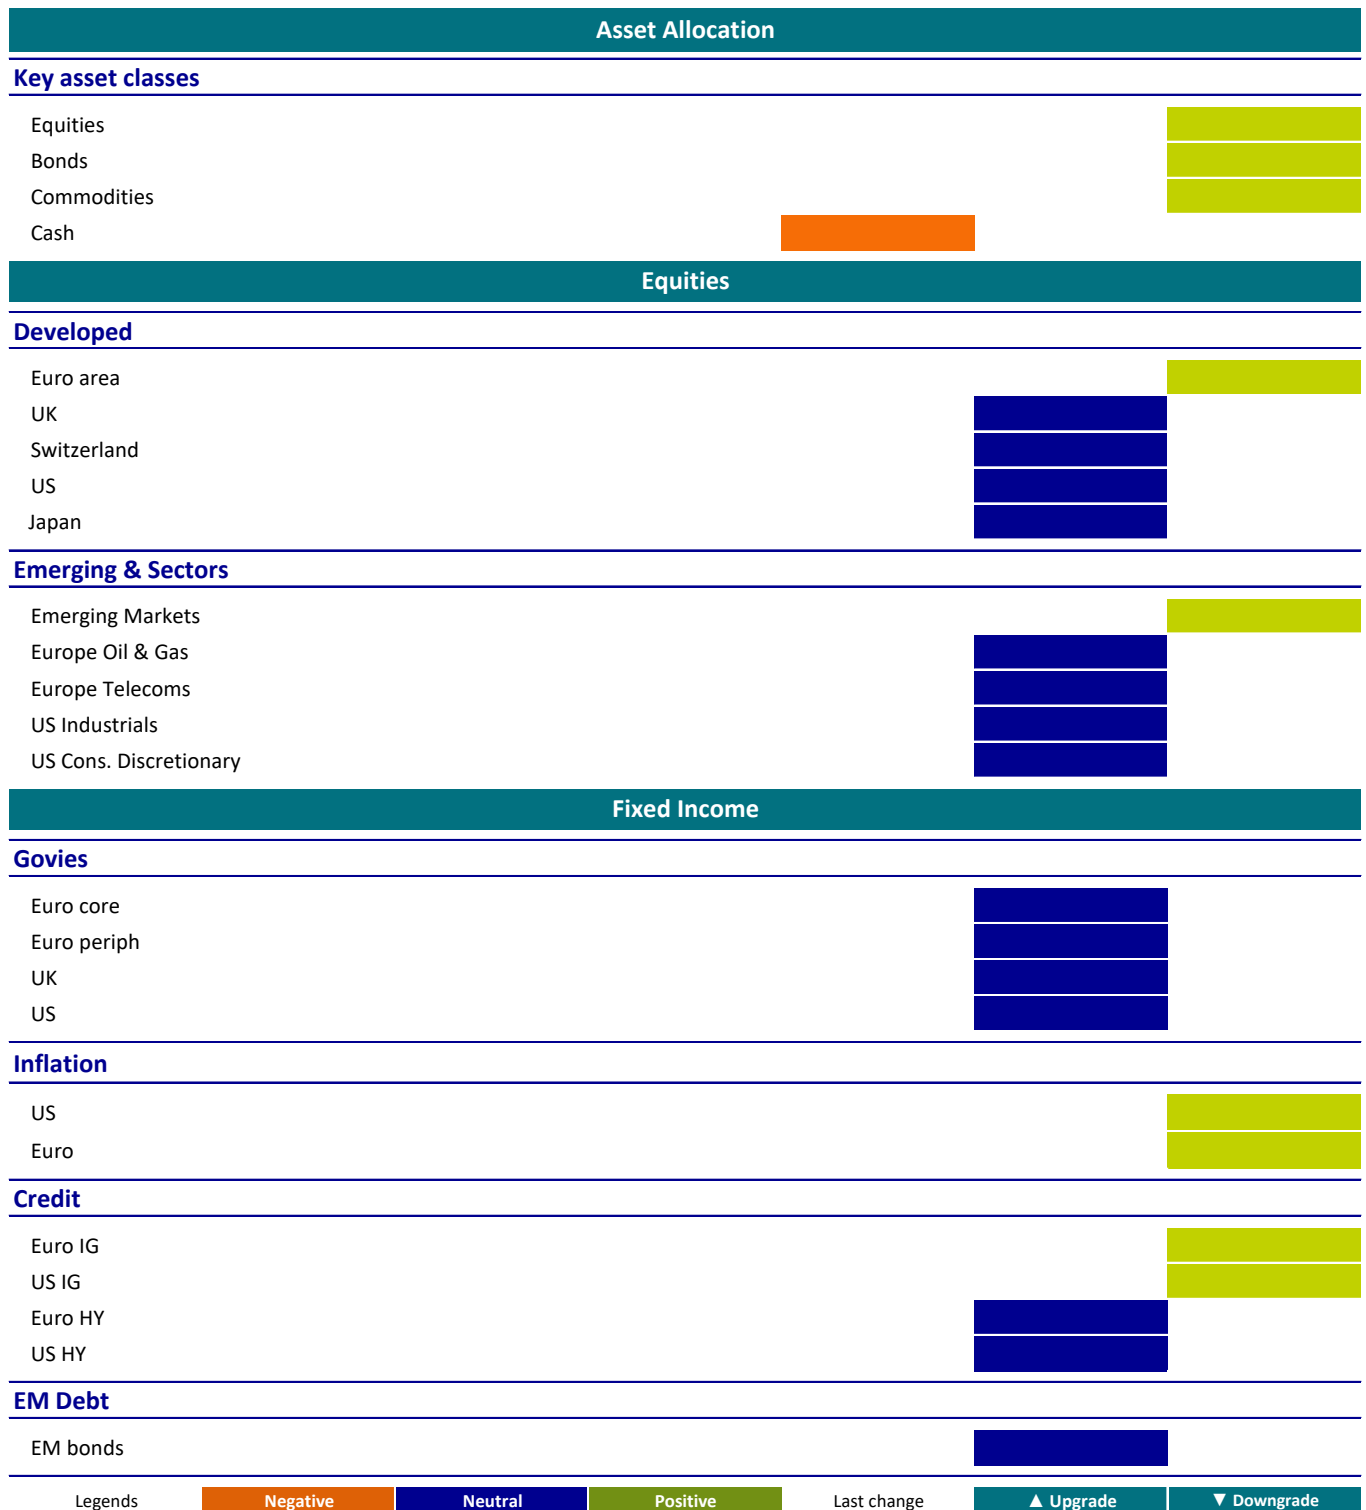 Asset Allocation
Key asset classes
Equities
Bonds
Commodities
Cash
Equities
Developed
Euro area
UK
Switzerland
US
Japan
Emerging & Sectors
Emerging Markets
Europe Oil & Gas
Europe Telecoms
US Industrials
US Cons. Discretionary
Fixed Income
Govies
Euro core
Euro periph
UK
US
Inflation
US
Euro
Credit
Euro IG
US IG
Euro HY
US HY
EM Debt
EM bonds
Legends Negative Neutral Positive Last change ▲ Upgrade ▼ Downgrade